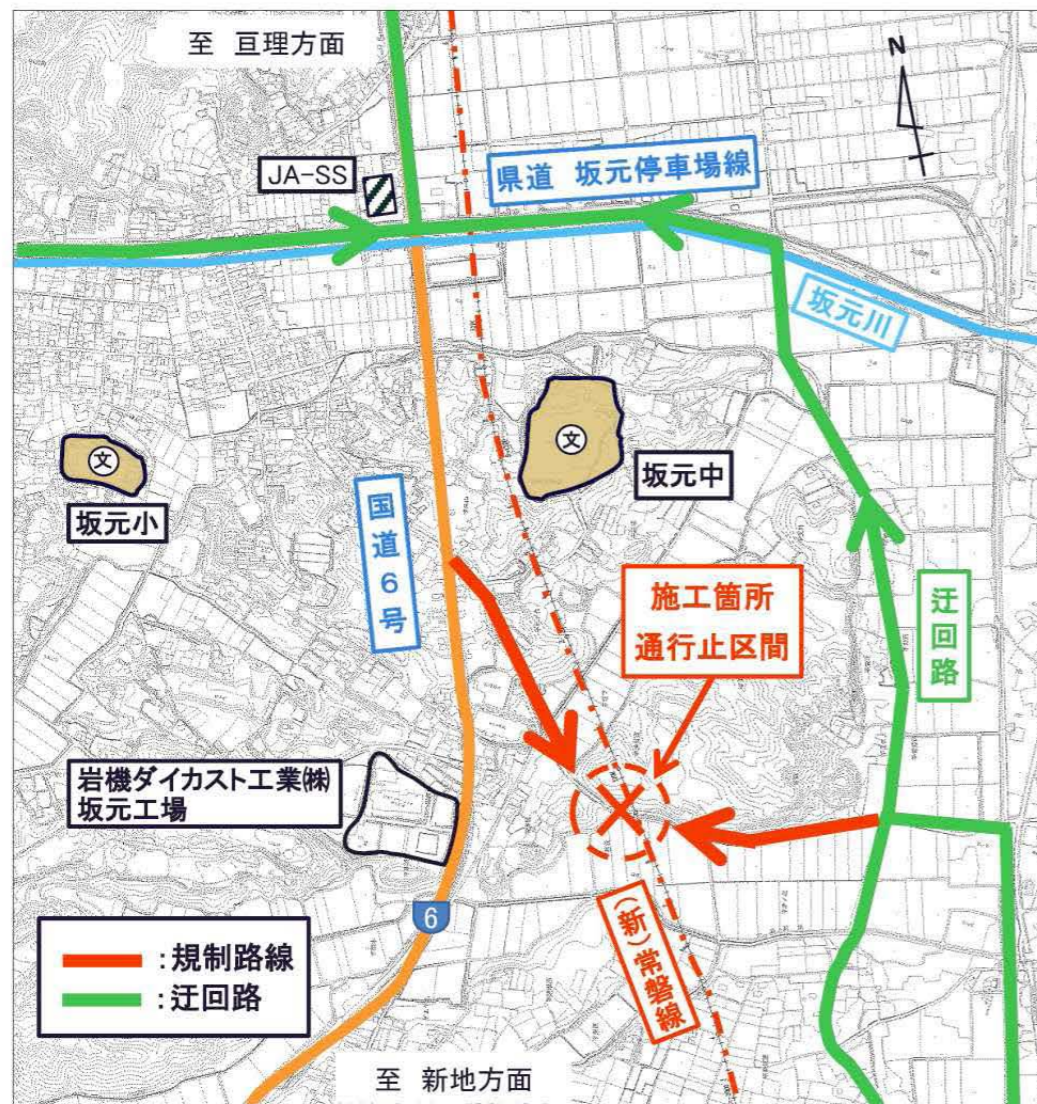 至 亘理方面
N
JA-SS
県道 坂元停車場線
坂元川
文
坂元小
文
坂元中
国道6号
施工箇所
通行止区間
迂回路
岩機ダイカスト工業㈱
坂元工場
6
(新)常磐線
:規制路線
:迂回路
至 新地方面